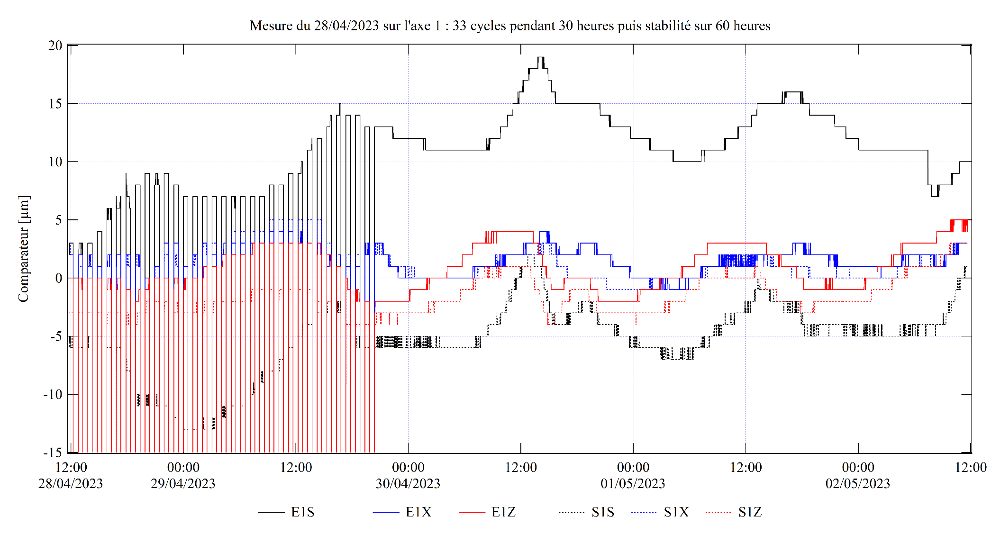 Mesure du 28/04/2023 sur l'axe 1 : 33 cycles pendant 30 heures puis stabilité sur 60 heures
Comparateur [µm]
20
15
10
5
0
-5
-10
-15
12:00 00:00 12:00 00:00 12:00 00:00 12:00 00:00 12:00
28/04/2023 29/04/2023 30/04/2023 01/05/2023 02/05/2023
E1S E1X E1Z S1S S1X S1Z